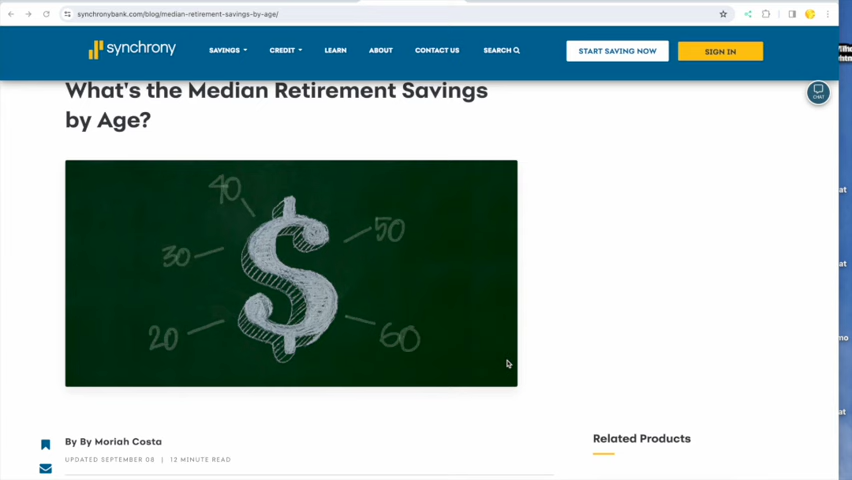 synchronybank.com/blog/median-retirement-savings-by-age/
synchrony
SAVINGS
CREDIT
LEARN
ABOUT
CONTACT US
SEARCH
START SAVING NOW
SIGN IN
CHAT
What's the Median Retirement Savings
by Age?
40
50
30
$
20
60
By By Moriah Costa
UPDATED SEPTEMBER 08 | 12 MINUTE READ
Related Products